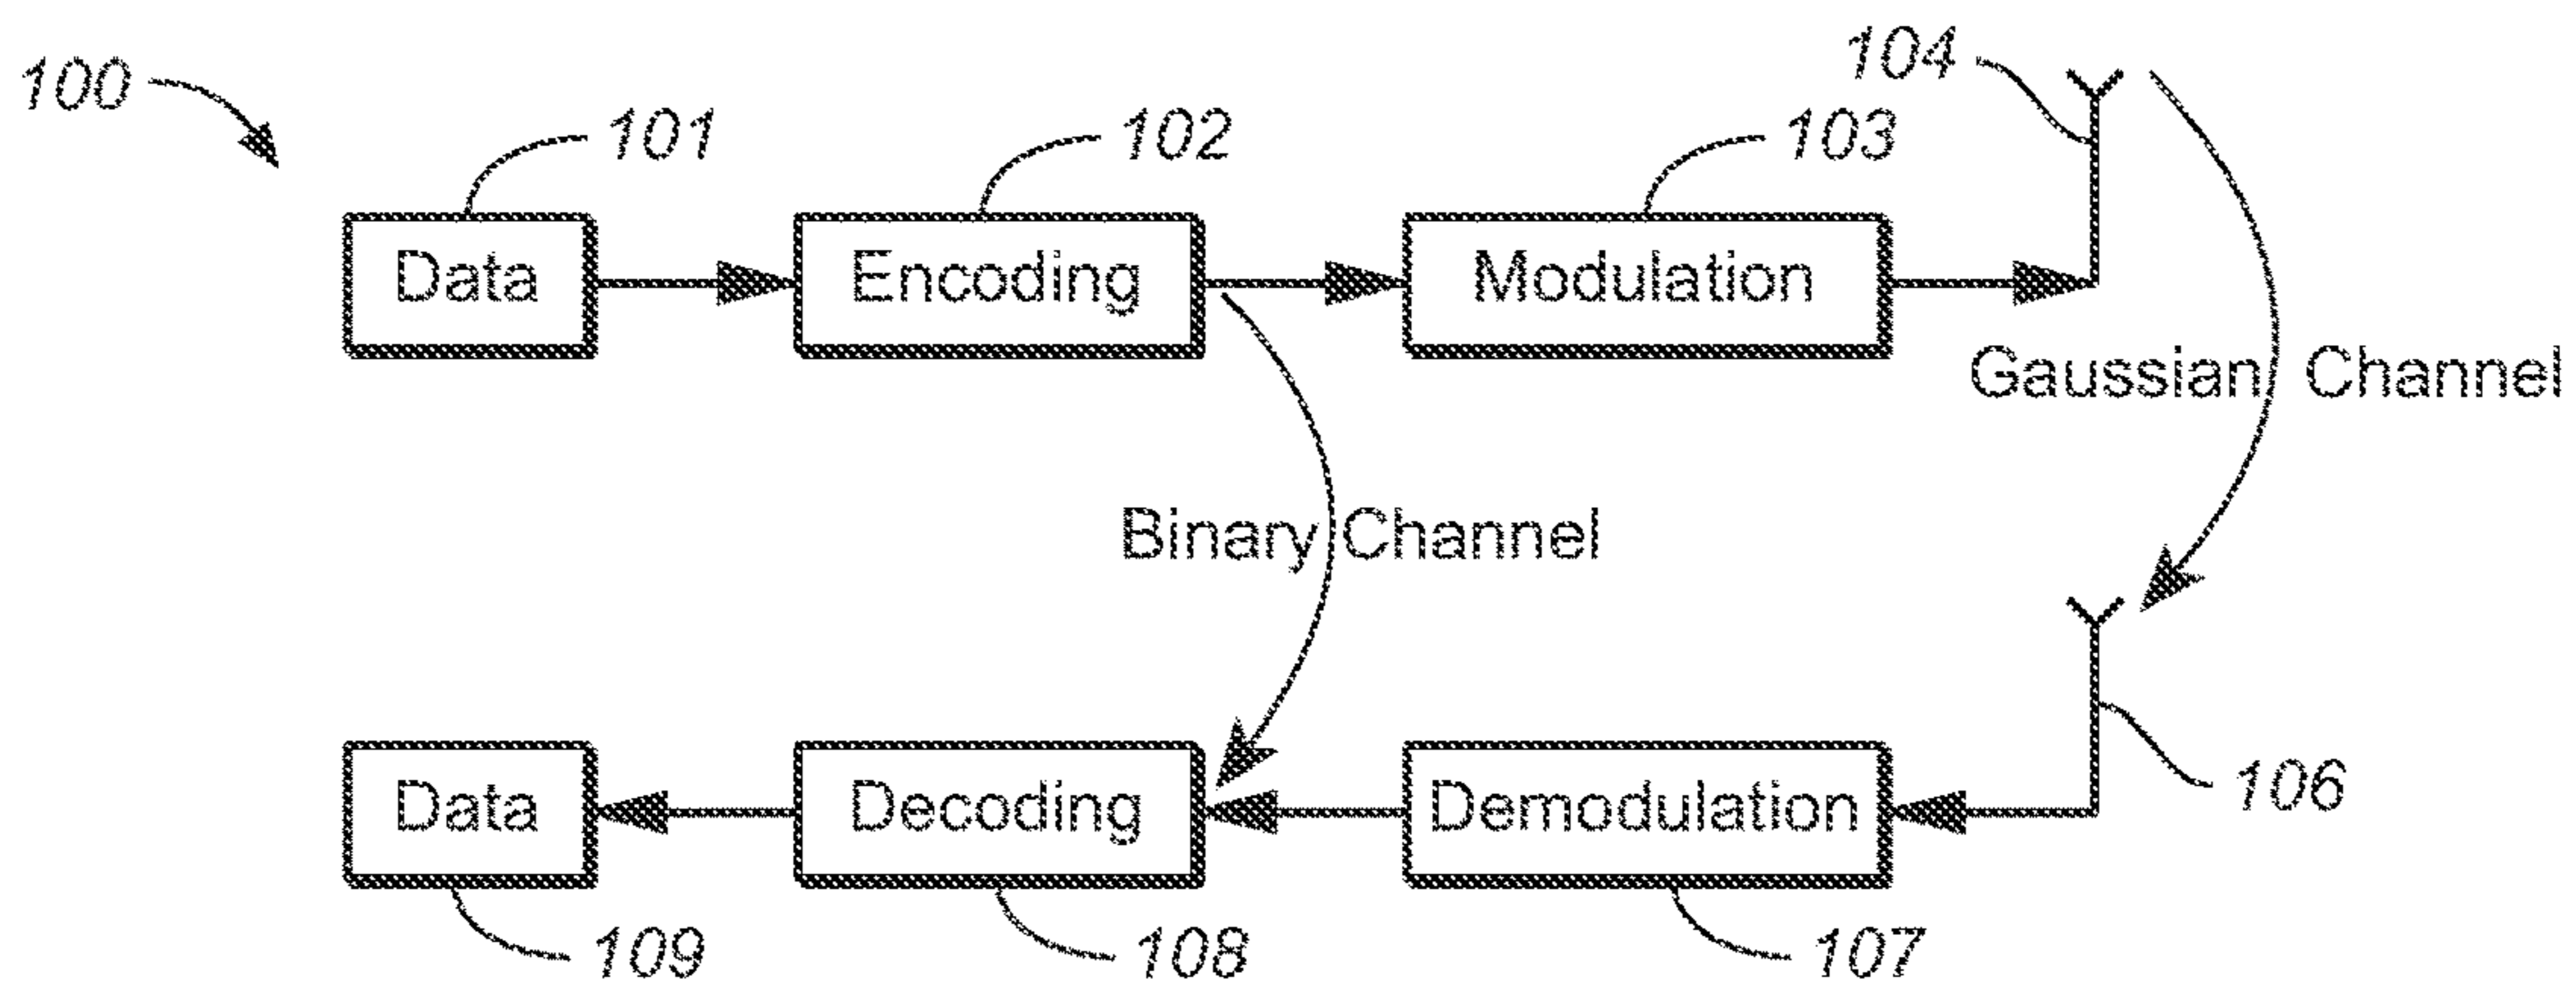 100
101
102
103
104
Data
Encoding
Modulation
Gaussian Channel
Binary Channel
Data
Decoding
Demodulation
106
109
108
107